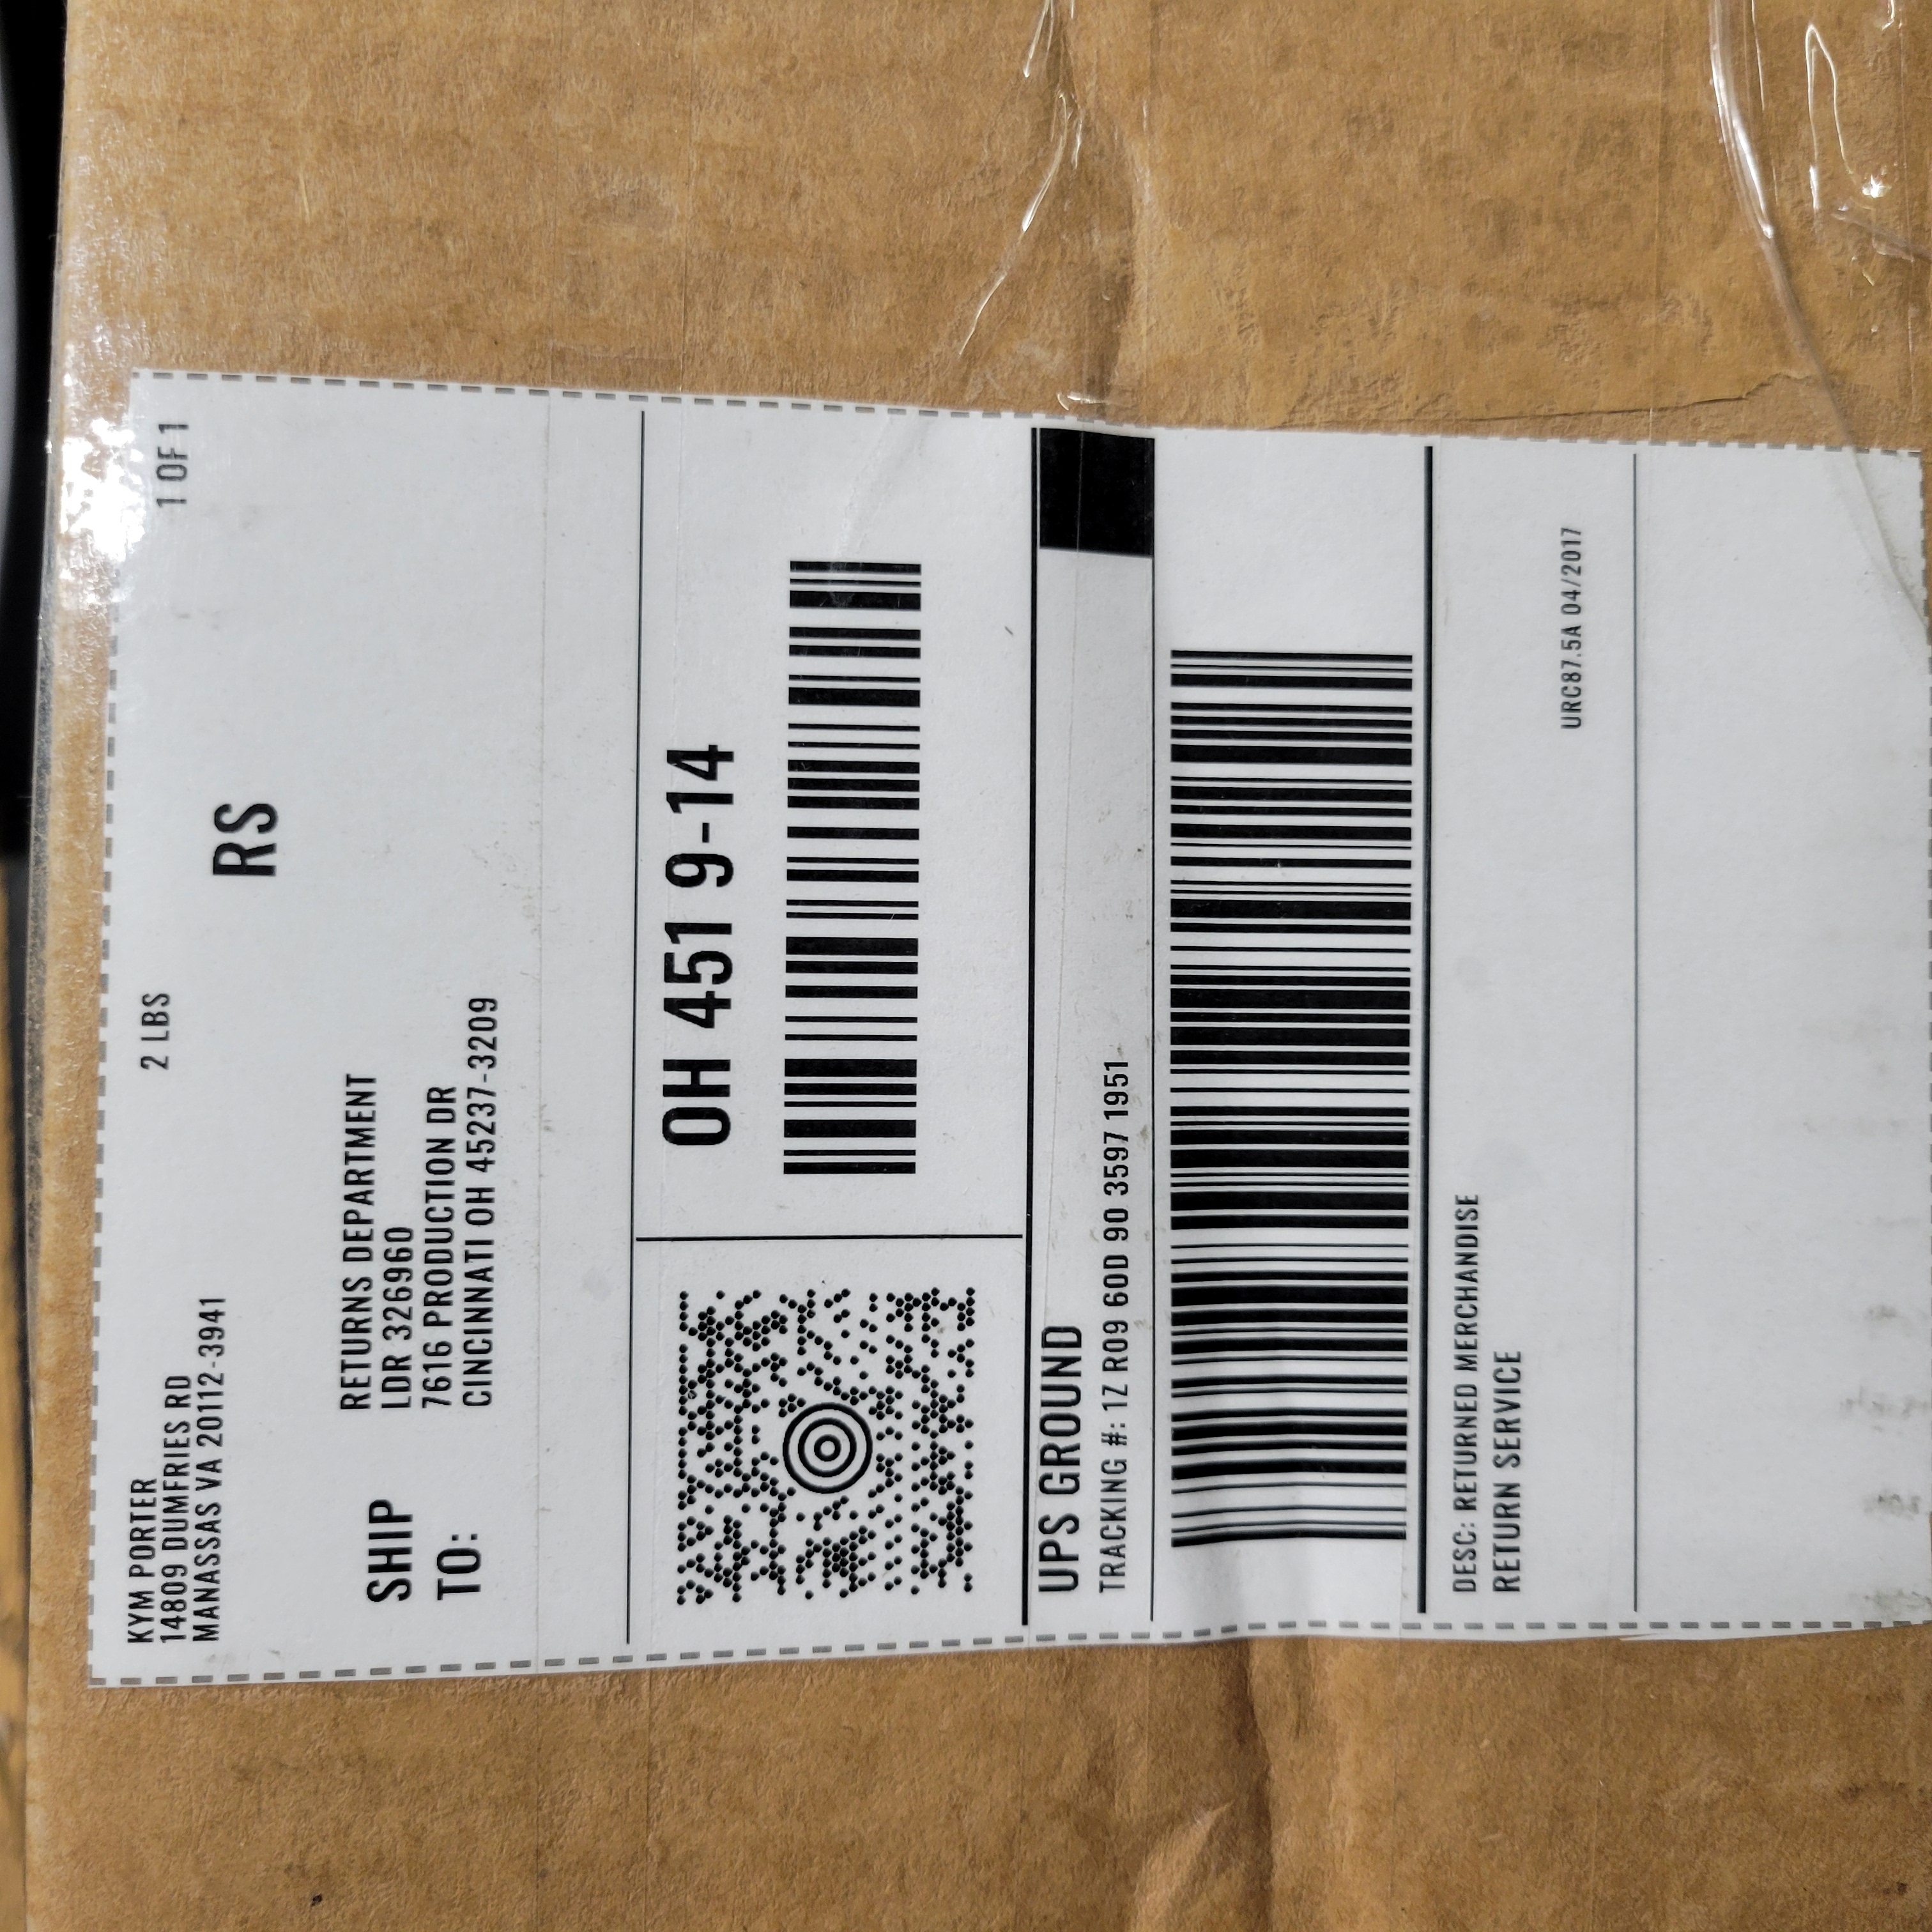 KYM PORTER
14809 DUMFRIES RD
MANASSAS VA 20112-3941
2 LBS
1 OF 1
RS
SHIP
TO:
RETURNS DEPARTMENT
LDR 326960
7616 PRODUCTION DR
CINCINNATI OH 45237-3209
OH 451 9-14
UPS GROUND
TRACKING #: 1Z R09 60D 90 3597 1951
DESC: RETURNED MERCHANDISE
RETURN SERVICE
URC87.5A 04/2017